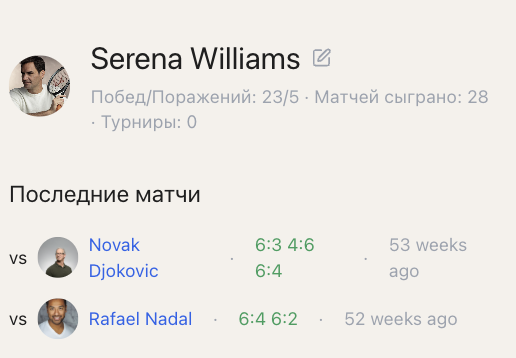 Serena Williams
Побед/Поражений: 23/5 · Матчей сыграно: 28
· Турниры: 0
Последние матчи
vs Novak Djokovic · 6:3 4:6 6:4 · 53 weeks ago
vs Rafael Nadal · 6:4 6:2 · 52 weeks ago